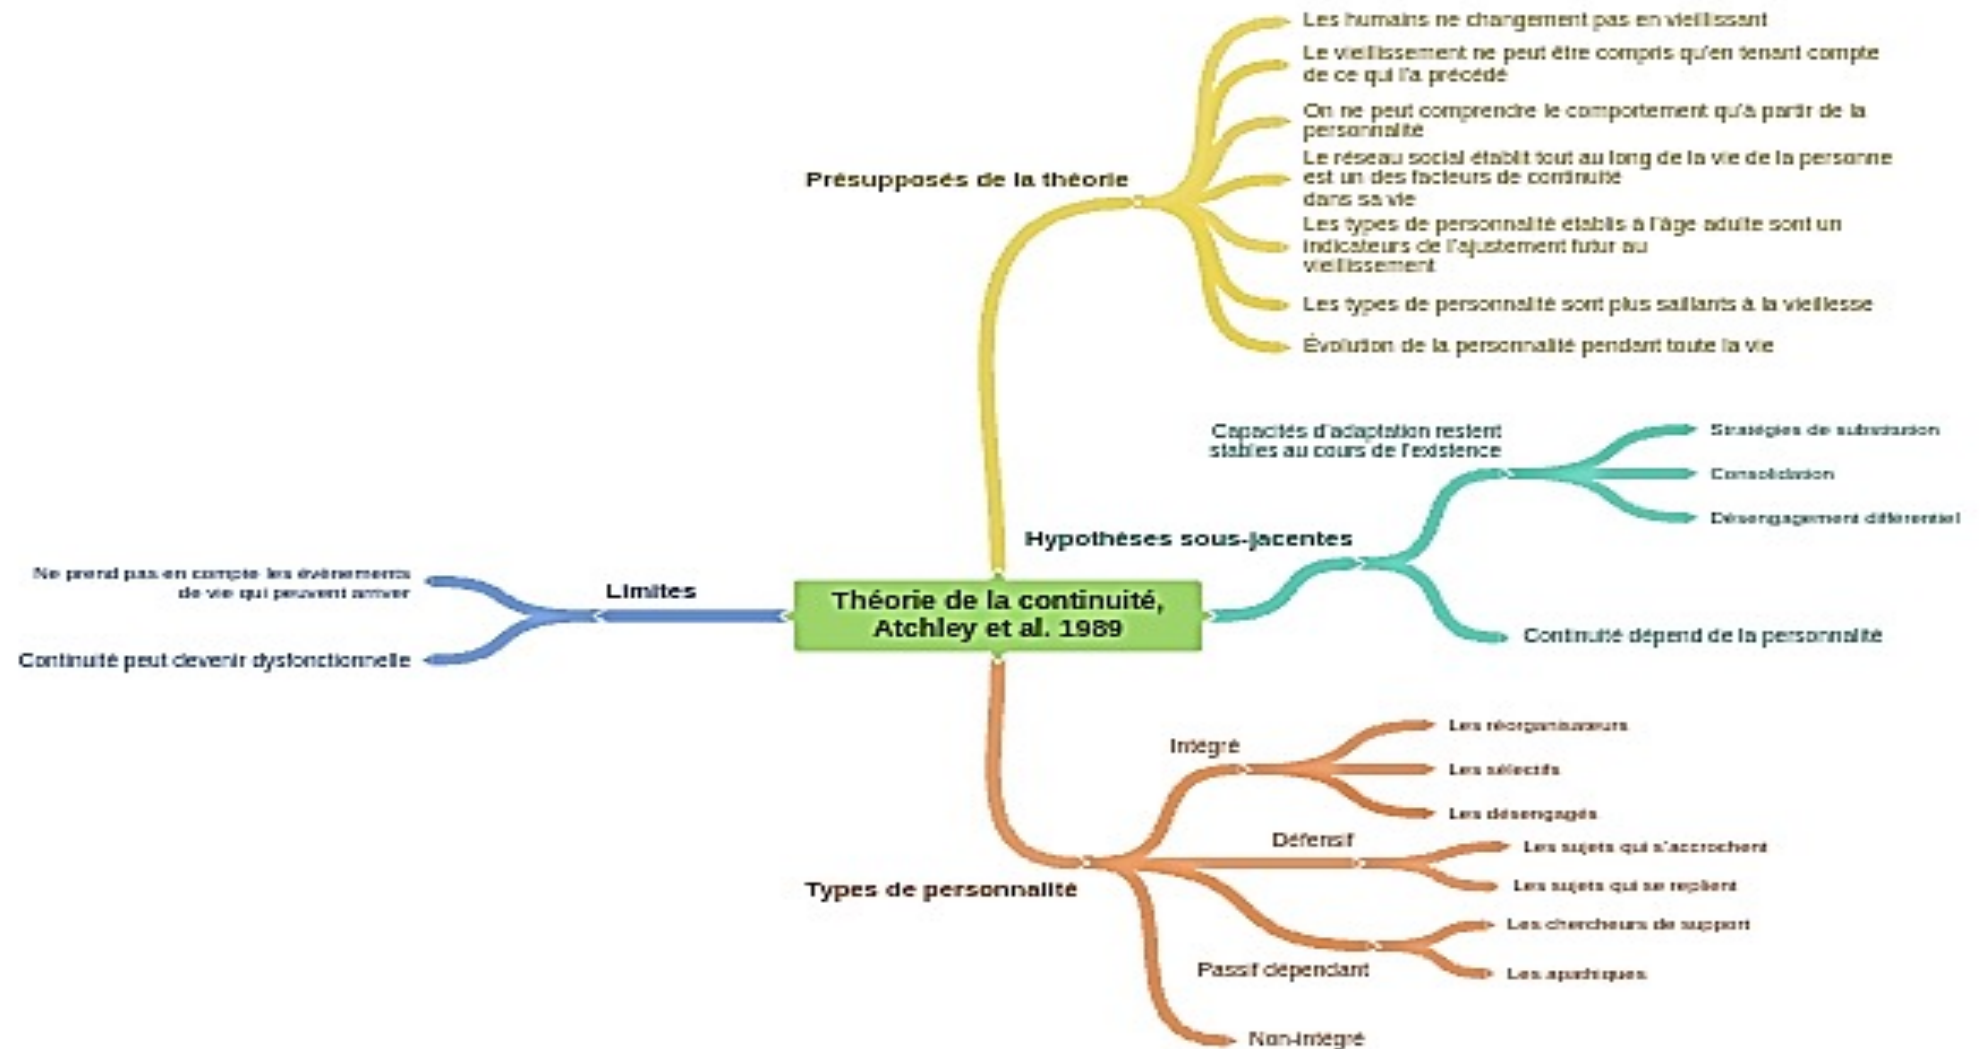 Les humains ne changement pas en vieillissant
Le vieillissement ne peut être compris qu'en tenant compte
de ce qui l'a précédé
On ne peut comprendre le comportement qu'à partir de la
personnalité
Le réseau social établit tout au long de la vie de la personne
est un des facteurs de continuité
dans sa vie
Présupposés de la théorie
Les types de personnalité établis à l'âge adulte sont un
indicateurs de l'ajustement futur au
vieillissement
Les types de personnalité sont plus saillants à la vieillesse
Évolution de la personnalité pendant toute la vie
Capacités d'adaptation restent
stables au cours de l'existence
Stratégies de substitution
Consolidation
Désengagement différentiel
Hypothèses sous-jacentes
Continuité dépend de la personnalité
Théorie de la continuité,
Atchley et al. 1989
Limites
Ne prend pas en compte les évènements
de vie qui peuvent arriver
Continuité peut devenir dysfonctionnelle
Types de personnalité
Intégré
Les réorganisateurs
Les sélectifs
Les désengagés
Défensif
Les sujets qui s'accrochent
Les sujets qui se replient
Passif dépendant
Les chercheurs de support
Les apathiques
Non-intégré